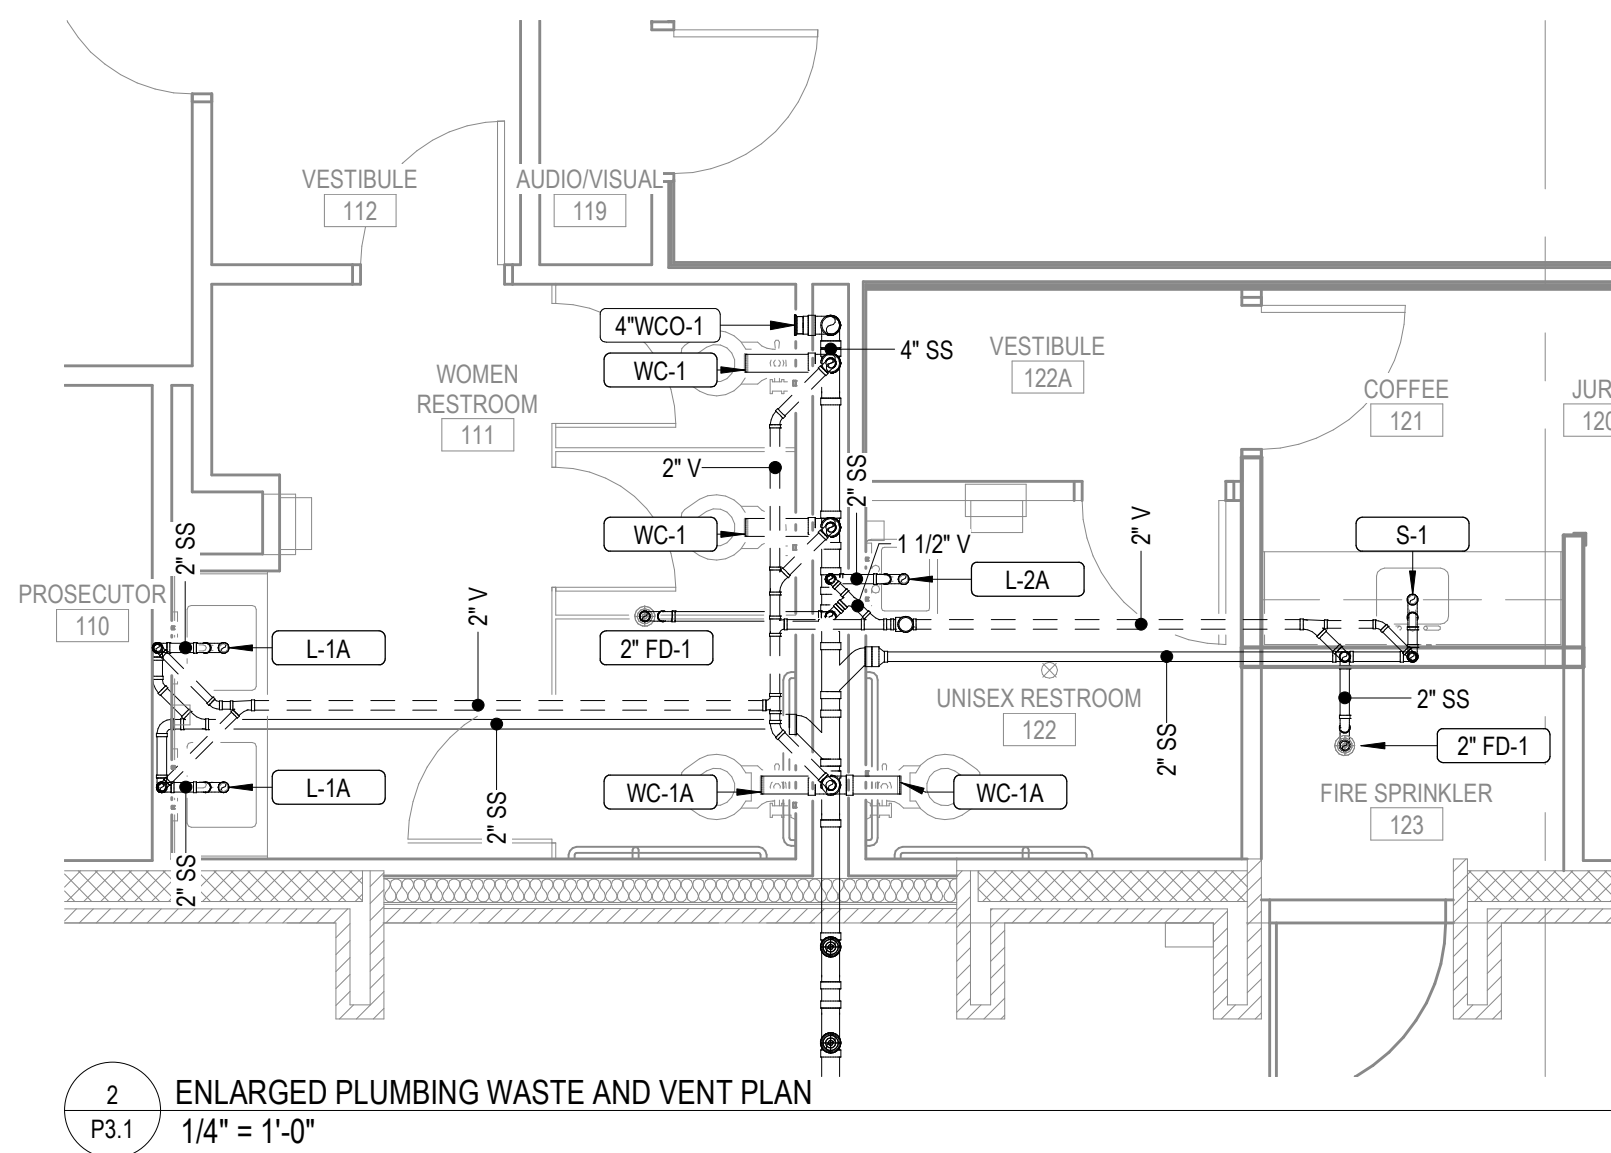 VESTIBULE
112
AUDIO/VISUAL
119
4"WCO-1
4" SS
WC-1
VESTIBULE
122A
WOMEN
RESTROOM
111
COFFEE
121
JUR
120
2" V
2" SS
WC-1
1 1/2" V
2" V
S-1
2" SS
L-2A
PROSECUTOR
110
2" V
L-1A
2" FD-1
UNISEX RESTROOM
122
2" SS
2" SS
2" FD-1
L-1A
2" SS
WC-1A
WC-1A
FIRE SPRINKLER
123
2" SS
2
P3.1
ENLARGED PLUMBING WASTE AND VENT PLAN
1/4" = 1'-0"